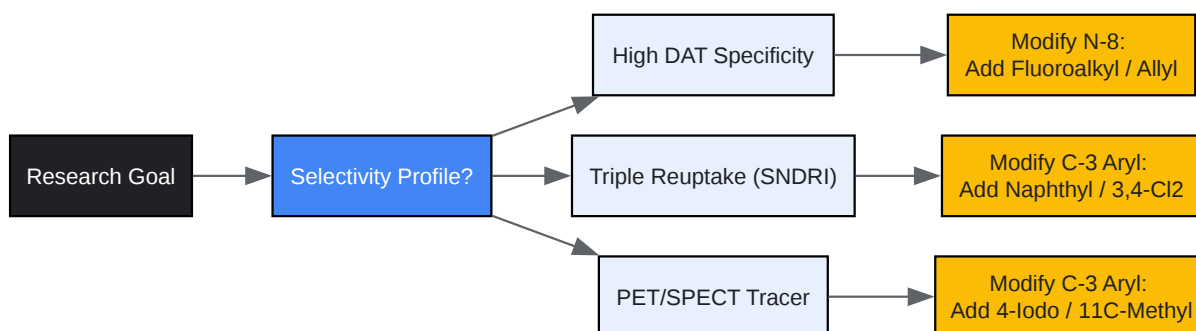 Research Goal
Selectivity Profile?
High DAT Specificity
Modify N-8:
Add Fluoroalkyl / Allyl
Triple Reuptake (SNDRI)
Modify C-3 Aryl:
Add Naphthyl / 3,4-Cl2
PET/SPECT Tracer
Modify C-3 Aryl:
Add 4-Iodo / 11C-Methyl